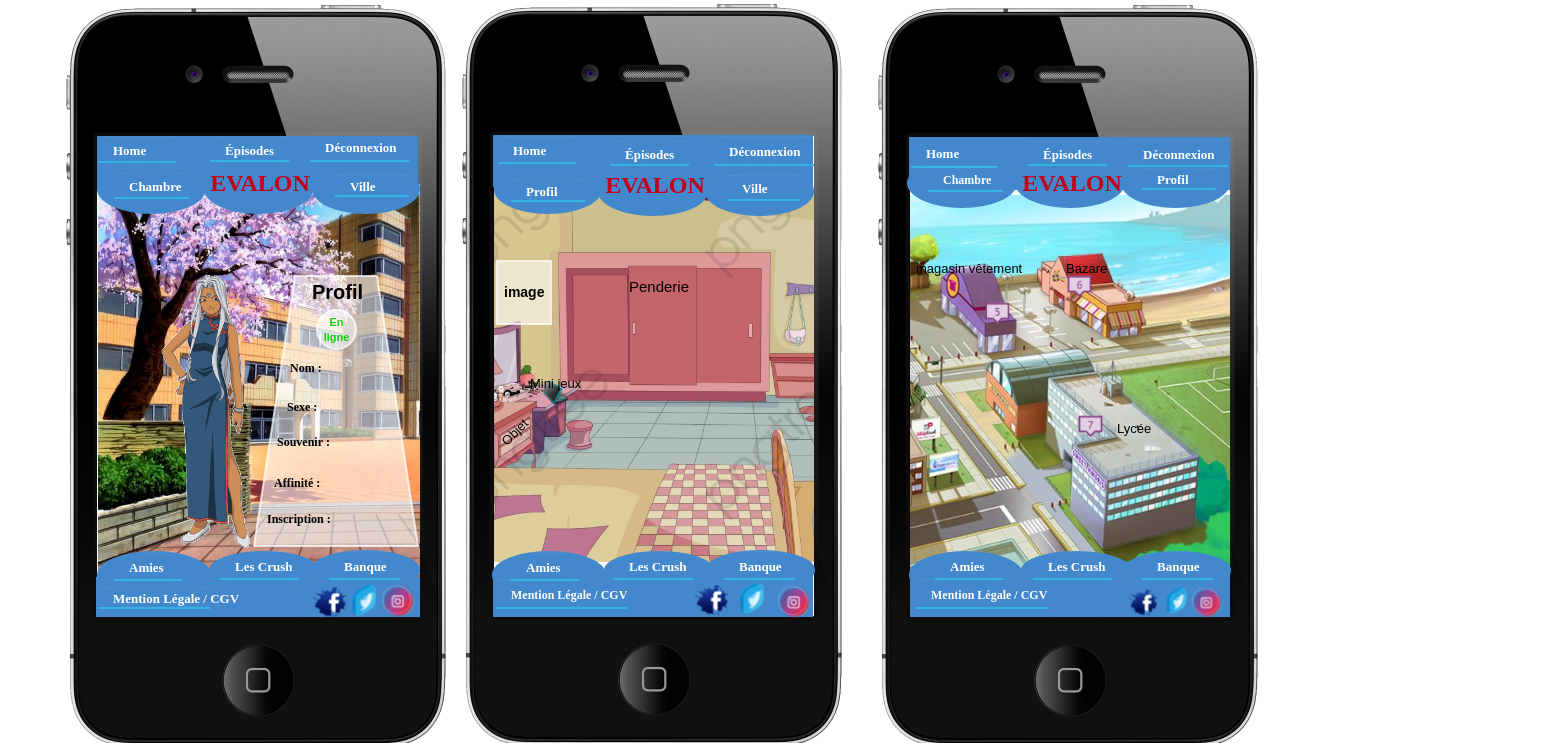 Home
Épisodes
Déconnexion
Chambre
EVALON
Ville
Profil
En
ligne
Nom :
Sexe :
Souvenir :
Affinité :
Inscription :
Amies
Les Crush
Banque
Mention Légale / CGV
Home
Épisodes
Déconnexion
Profil
EVALON
Ville
image
Penderie
Mini jeux
Objet
Amies
Les Crush
Banque
Mention Légale / CGV
Home
Épisodes
Déconnexion
Chambre
EVALON
Profil
magasin vêtement
Bazare
6
5
7
Lycée
Amies
Les Crush
Banque
Mention Légale / CGV